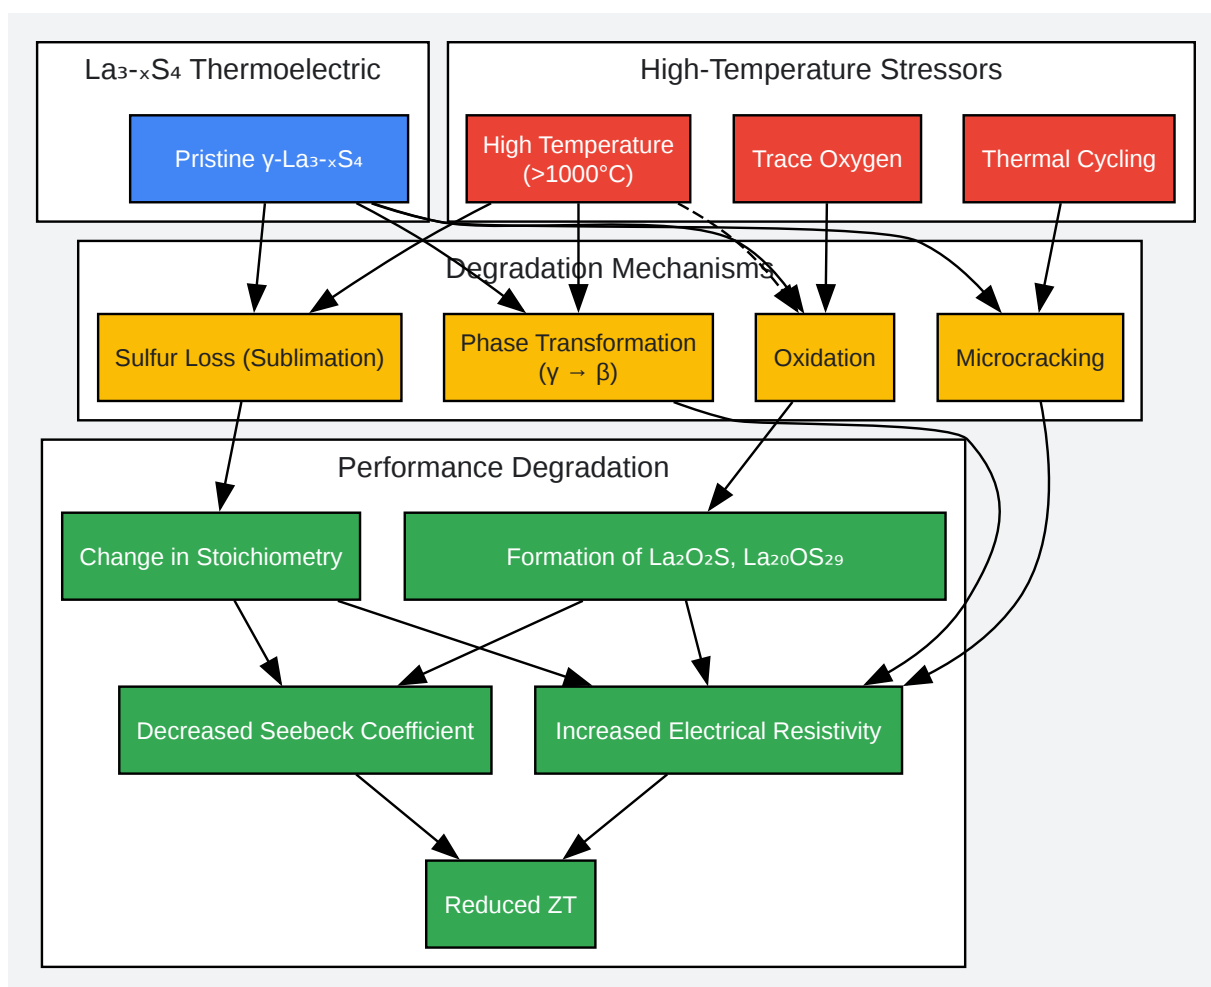 La₃-ₓS₄ Thermoelectric
High-Temperature Stressors
Pristine γ-La₃-ₓS₄
High Temperature
(>1000°C)
Trace Oxygen
Thermal Cycling
Degradation Mechanisms
Sulfur Loss (Sublimation)
Phase Transformation
(γ → β)
Oxidation
Microcracking
Performance Degradation
Change in Stoichiometry
Formation of La₂O₂S, La₂₀OS₂₉
Decreased Seebeck Coefficient
Increased Electrical Resistivity
Reduced ZT